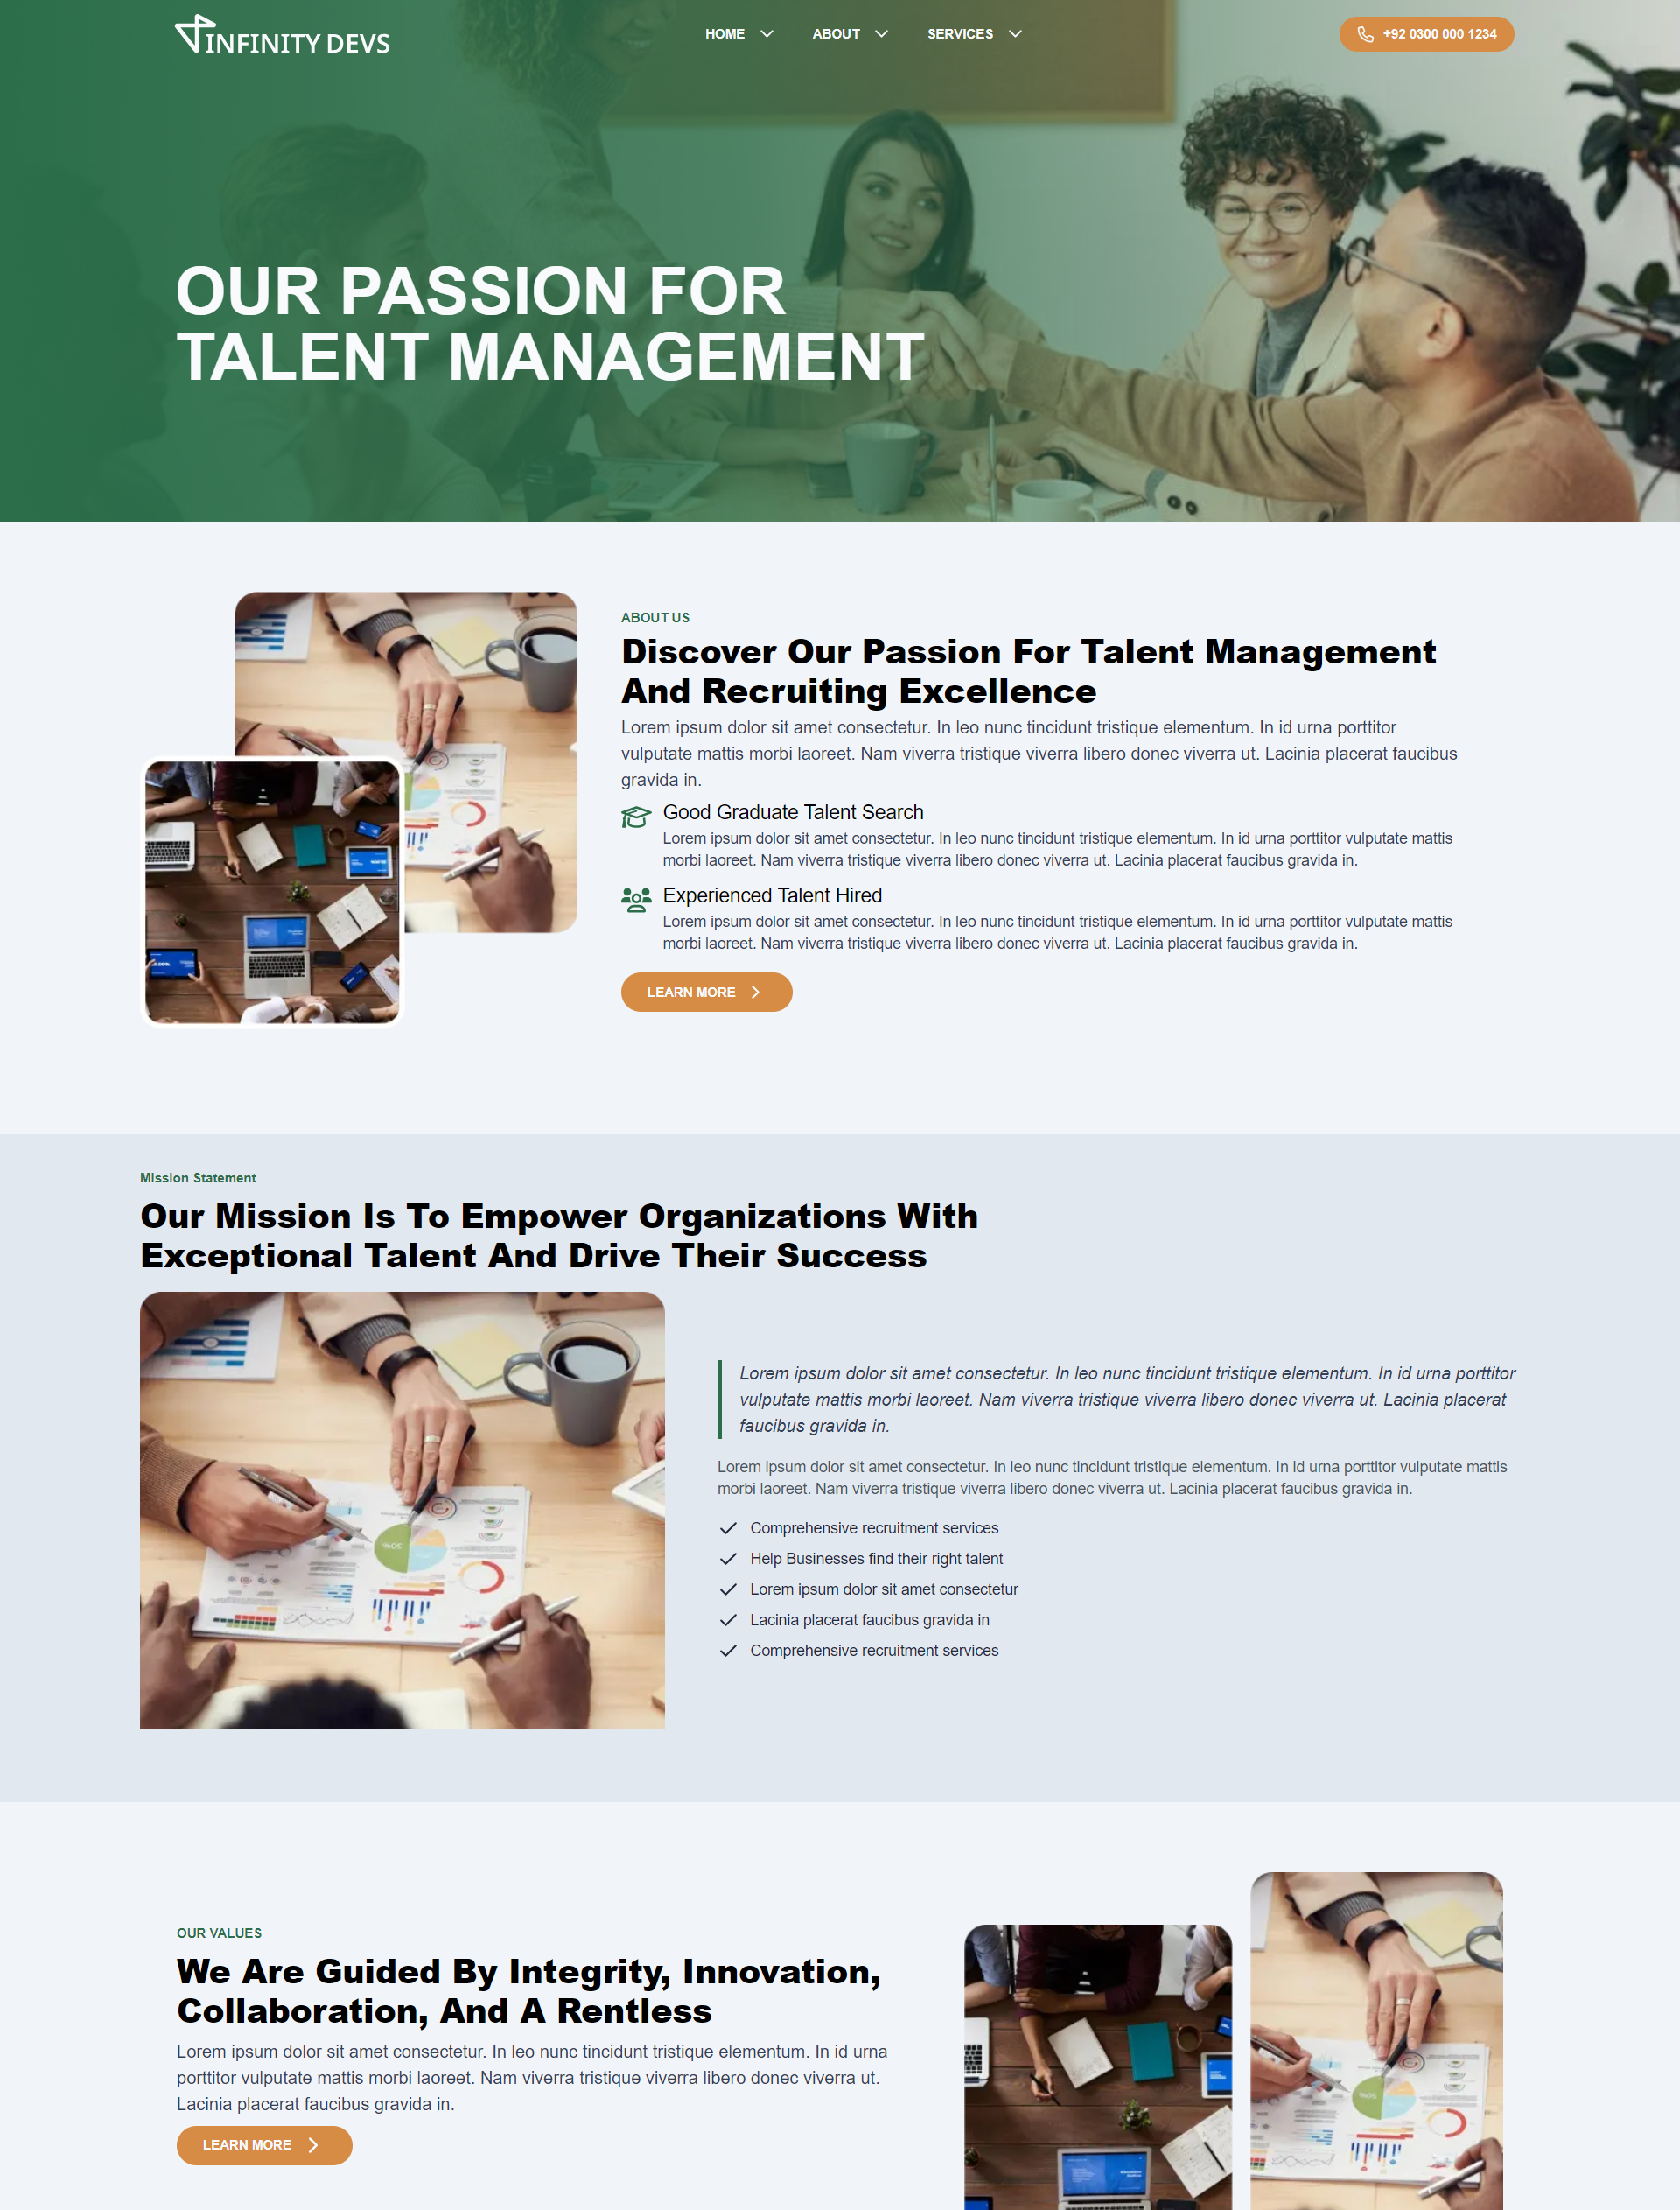 INFINITY DEVS
HOME
ABOUT
SERVICES
+92 0300 000 1234
OUR PASSION FOR
TALENT MANAGEMENT
ABOUT US
Discover Our Passion For Talent Management
And Recruiting Excellence
Lorem ipsum dolor sit amet consectetur. In leo nunc tincidunt tristique elementum. In id urna porttitor
vulputate mattis morbi laoreet. Nam viverra tristique viverra libero donec viverra ut. Lacinia placerat faucibus
gravida in.
Good Graduate Talent Search
Lorem ipsum dolor sit amet consectetur. In leo nunc tincidunt tristique elementum. In id urna porttitor vulputate mattis
morbi laoreet. Nam viverra tristique viverra libero donec viverra ut. Lacinia placerat faucibus gravida in.
Experienced Talent Hired
Lorem ipsum dolor sit amet consectetur. In leo nunc tincidunt tristique elementum. In id urna porttitor vulputate mattis
morbi laoreet. Nam viverra tristique viverra libero donec viverra ut. Lacinia placerat faucibus gravida in.
LEARN MORE
Mission Statement
Our Mission Is To Empower Organizations With
Exceptional Talent And Drive Their Success
Lorem ipsum dolor sit amet consectetur. In leo nunc tincidunt tristique elementum. In id urna porttitor
vulputate mattis morbi laoreet. Nam viverra tristique viverra libero donec viverra ut. Lacinia placerat
faucibus gravida in.
Lorem ipsum dolor sit amet consectetur. In leo nunc tincidunt tristique elementum. In id urna porttitor vulputate mattis
morbi laoreet. Nam viverra tristique viverra libero donec viverra ut. Lacinia placerat faucibus gravida in.
Comprehensive recruitment services
Help Businesses find their right talent
Lorem ipsum dolor sit amet consectetur
Lacinia placerat faucibus gravida in
Comprehensive recruitment services
50%
OUR VALUES
We Are Guided By Integrity, Innovation,
Collaboration, And A Rentless
Lorem ipsum dolor sit amet consectetur. In leo nunc tincidunt tristique elementum. In id urna
porttitor vulputate mattis morbi laoreet. Nam viverra tristique viverra libero donec viverra ut.
Lacinia placerat faucibus gravida in.
LEARN MORE